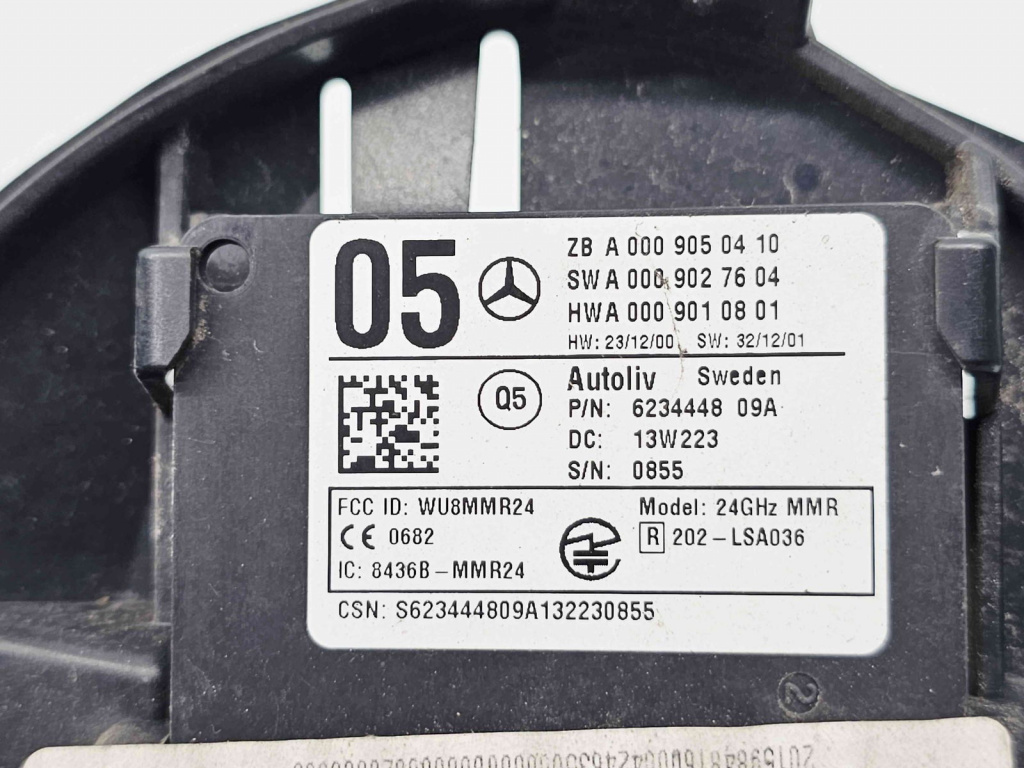 05
ZB A 000 905 04 10
SW A 000 902 76 04
HW A 000 901 08 01
HW: 23/12/00 SW: 32/12/01
Q5
Autoliv Sweden
P/N: 6234448 09A
DC: 13W223
S/N: 0855
FCC ID: WU8MMR24
CE 0682
IC: 8436B-MMR24
Model: 24GHz MMR
R 202-LSA036
CSN: S623444809A132230855
2